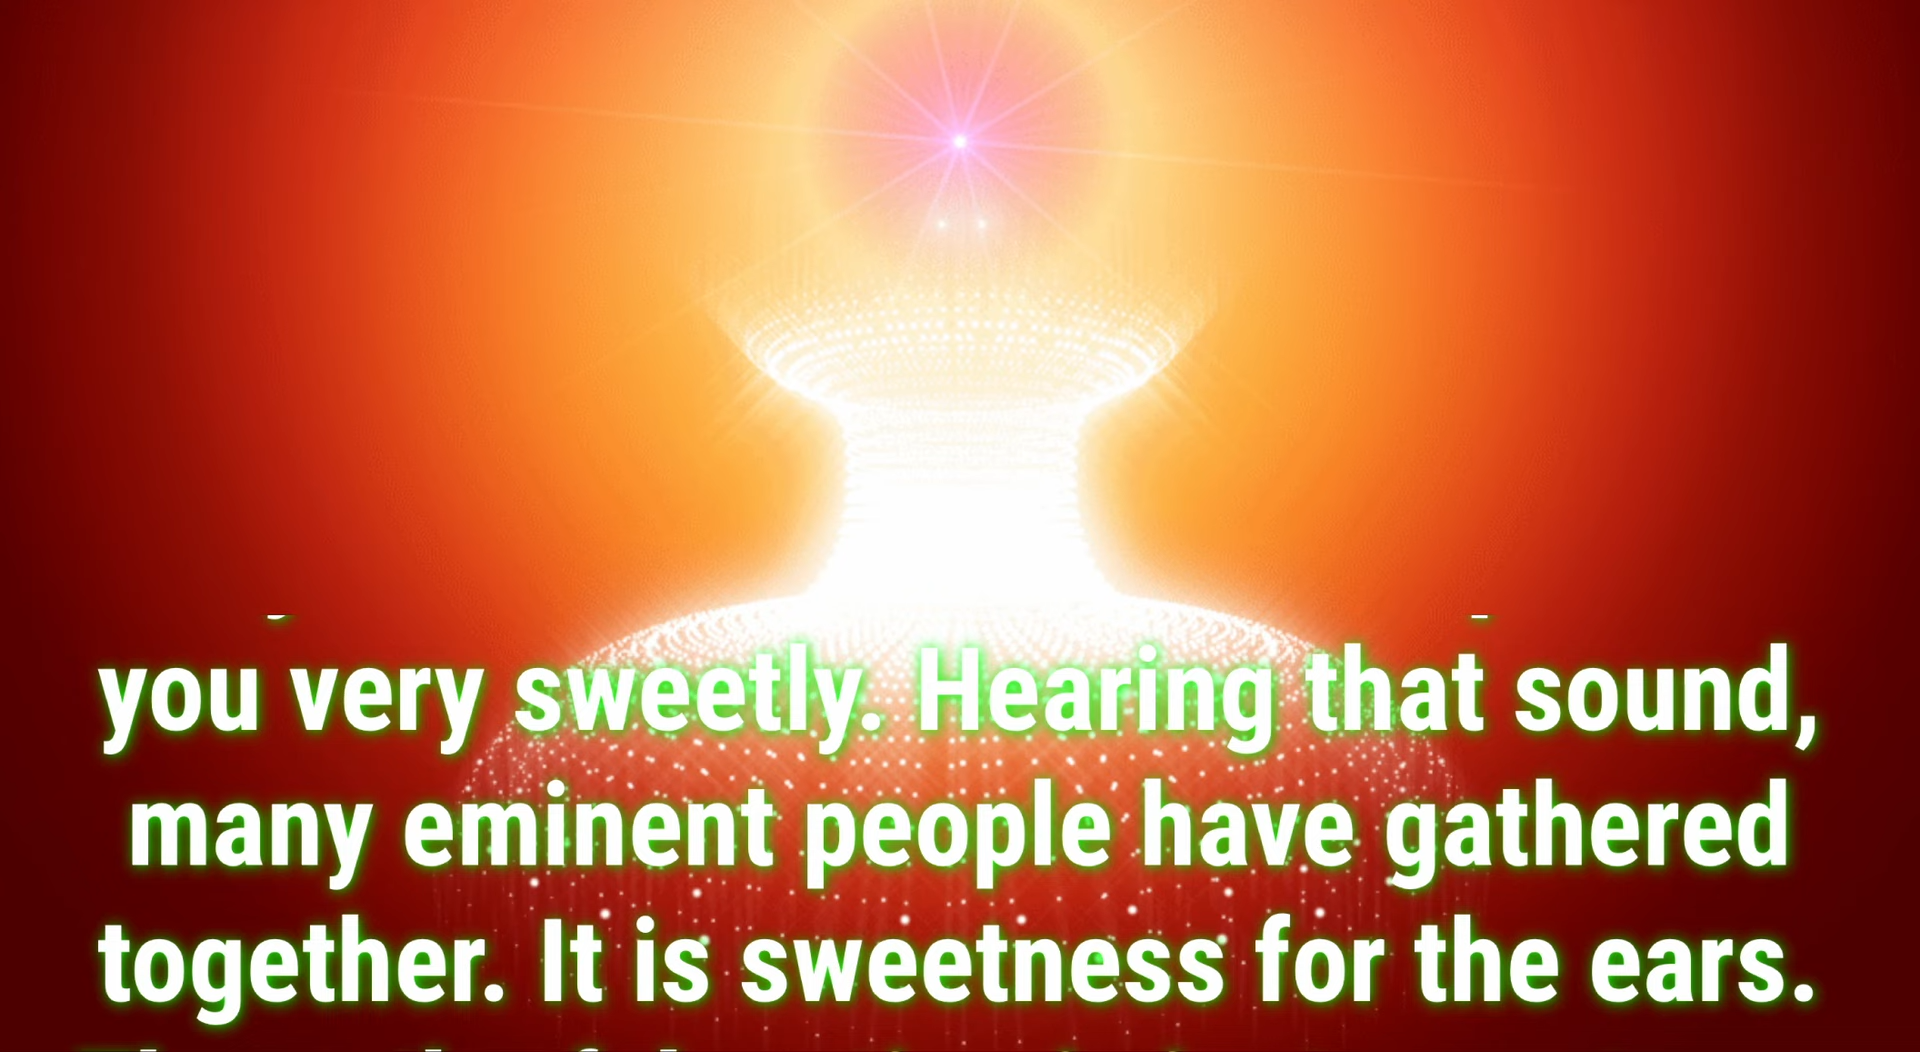 you very sweetly. Hearing that sound,
many eminent people have gathered
together. It is sweetness for the ears.